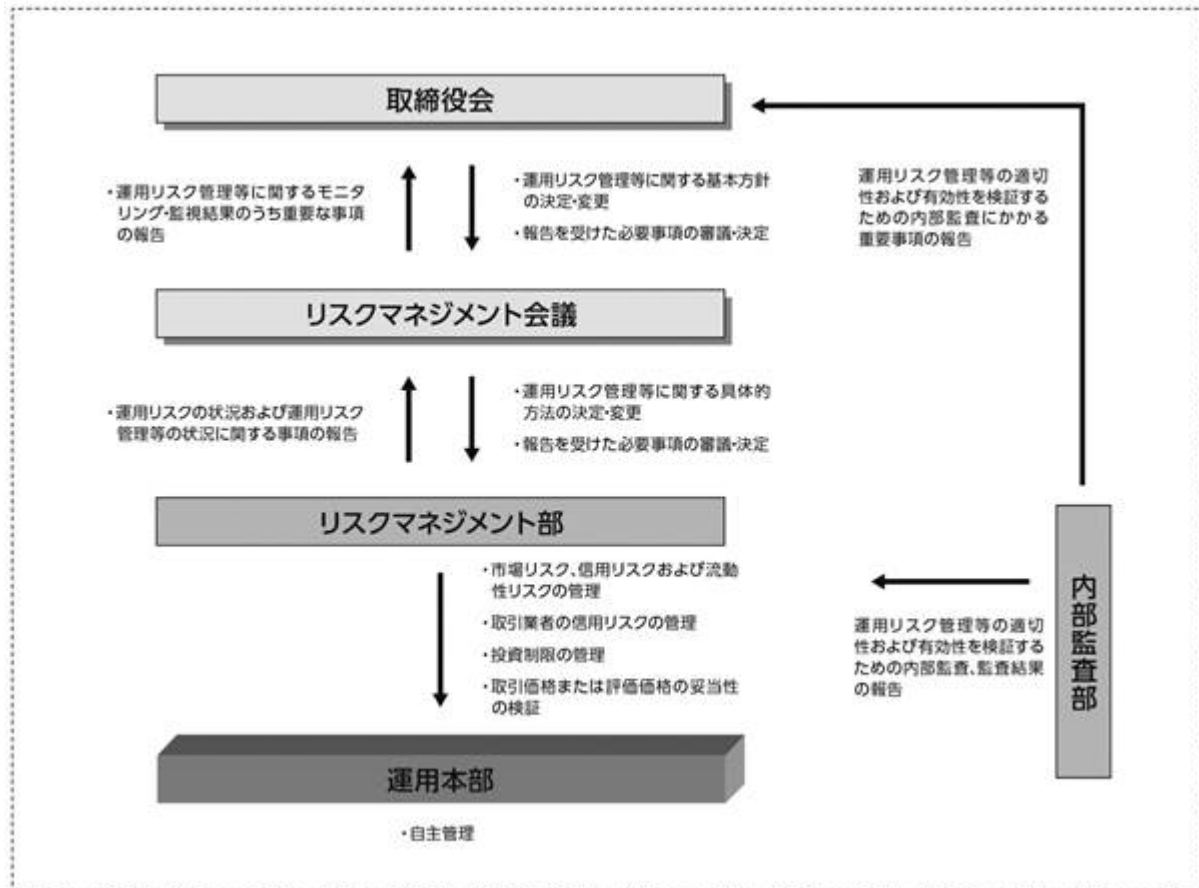 取締役会
・運用リスク管理等に関するモニタ
リング・監視結果のうち重要な事項
の報告
・運用リスク管理等に関する基本方針
の決定・変更
・報告を受けた必要事項の審議・決定
運用リスク管理等の適切
性および有効性を検証する
ための内部監査にかかる
重要事項の報告
リスクマネジメント会議
・運用リスクの状況および運用リスク
管理等の状況に関する事項の報告
・運用リスク管理等に関する具体的
方法の決定・変更
・報告を受けた必要事項の審議・決定
リスクマネジメント部
・市場リスク、信用リスクおよび流動
性リスクの管理
・取引業者の信用リスクの管理
・投資制限の管理
・取引価格または評価価格の妥当性
の検証
運用リスク管理等の適切
性および有効性を検証する
ための内部監査、監査結果
の報告
内部監査部
運用本部
・自主管理